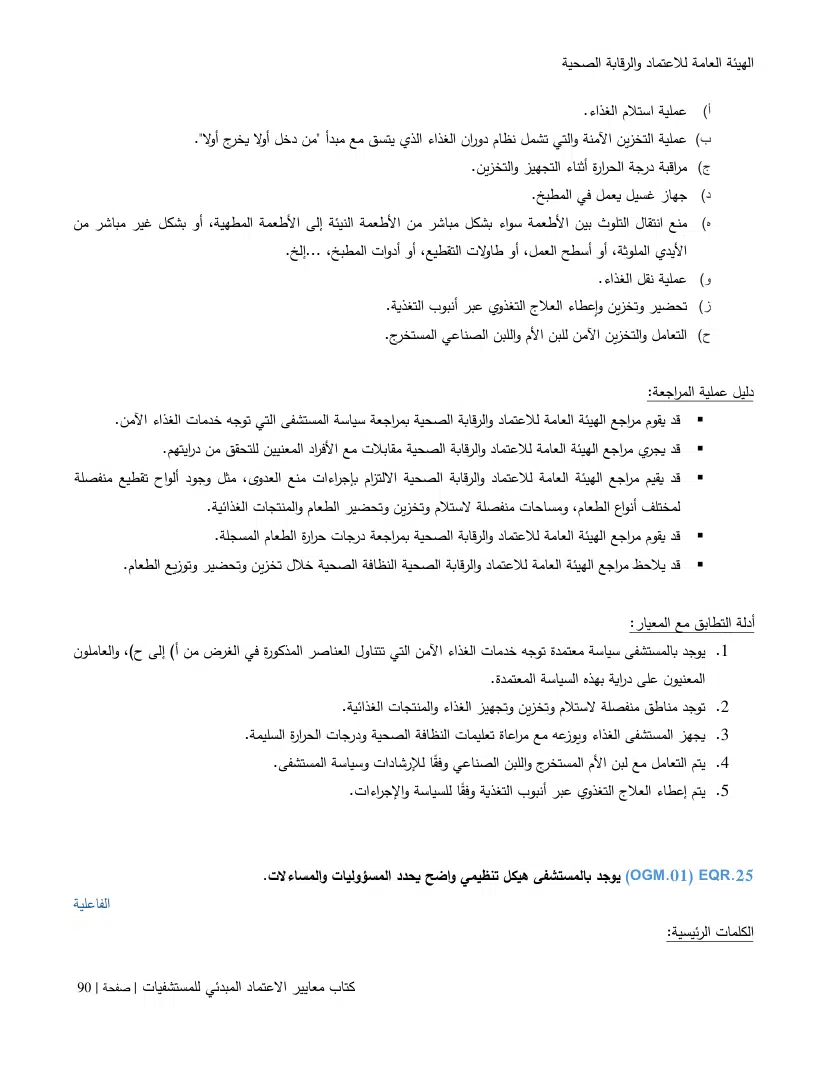 الهيئة العامة للاعتماد والرقابة الصحية
أ) عملية استلام الغذاء.
ب) عملية التخزين الآمنة والتي تشمل نظام دوران الغذاء الذي يتسق مع مبدأ "من دخل أولا يخرج أولا".
ج) مراقبة درجة الحرارة أثناء التجهيز والتخزين.
د) جهاز غسيل يعمل في المطبخ.
ه) منع انتقال التلوث بين الأطعمة سواء بشكل مباشر من الأطعمة النيئة إلى الأطعمة المطهية، أو بشكل غير مباشر من
الأيدي الملوثة، أو أسطح العمل، أو طاولات التقطيع، أو أدوات المطبخ، ...إلخ.
و) عملية نقل الغذاء.
ز) تحضير وتخزين وإعطاء العلاج التغذوي عبر أنبوب التغذية.
ح) التعامل والتخزين الآمن للبن الأم واللبن الصناعي المستخرج.
دليل عملية المراجعة:
▪ قد يقوم مراجع الهيئة العامة للاعتماد والرقابة الصحية بمراجعة سياسة المستشفى التي توجه خدمات الغذاء الآمن.
▪ قد يجري مراجع الهيئة العامة للاعتماد والرقابة الصحية مقابلات مع الأفراد المعنيين للتحقق من درايتهم.
▪ قد يقيم مراجع الهيئة العامة للاعتماد والرقابة الصحية الالتزام بإجراءات منع العدوى، مثل وجود ألواح تقطيع منفصلة
لمختلف أنواع الطعام، ومساحات منفصلة لاستلام وتخزين وتحضير الطعام والمنتجات الغذائية.
▪ قد يقوم مراجع الهيئة العامة للاعتماد والرقابة الصحية بمراجعة درجات حرارة الطعام المسجلة.
▪ قد يلاحظ مراجع الهيئة العامة للاعتماد والرقابة الصحية النظافة الصحية خلال تخزين وتحضير وتوزيع الطعام.
أدلة التطابق مع المعيار:
1. يوجد بالمستشفى سياسة معتمدة توجه خدمات الغذاء الآمن التي تتناول العناصر المذكورة في الغرض من أ) إلى ح)، والعاملون
المعنيون على دراية بهذه السياسة المعتمدة.
2. توجد مناطق منفصلة لاستلام وتخزين وتجهيز الغذاء والمنتجات الغذائية.
3. يجهز المستشفى الغذاء ويوزعه مع مراعاة تعليمات النظافة الصحية ودرجات الحرارة السليمة.
4. يتم التعامل مع لبن الأم المستخرج واللبن الصناعي وفقًا للإرشادات وسياسة المستشفى.
5. يتم إعطاء العلاج التغذوي عبر أنبوب التغذية وفقًا للسياسة والإجراءات.
EQR.25 (OGM.01) يوجد بالمستشفى هيكل تنظيمي واضح يحدد المسؤوليات والمساءلات.
الفاعلية
الكلمات الرئيسية:
كتاب معايير الاعتماد المبدئي للمستشفيات | صفحة | 90